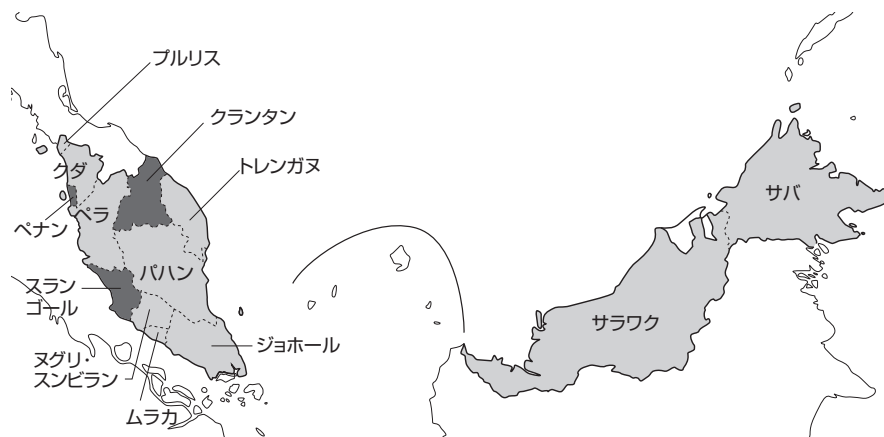 プルリス
クランタン
トレンガヌ
クダ
ペラ
ペナン
パハン
スラン
ゴール
ヌグリ・
スンビラン
ムラカ
ジョホール
サバ
サラワク